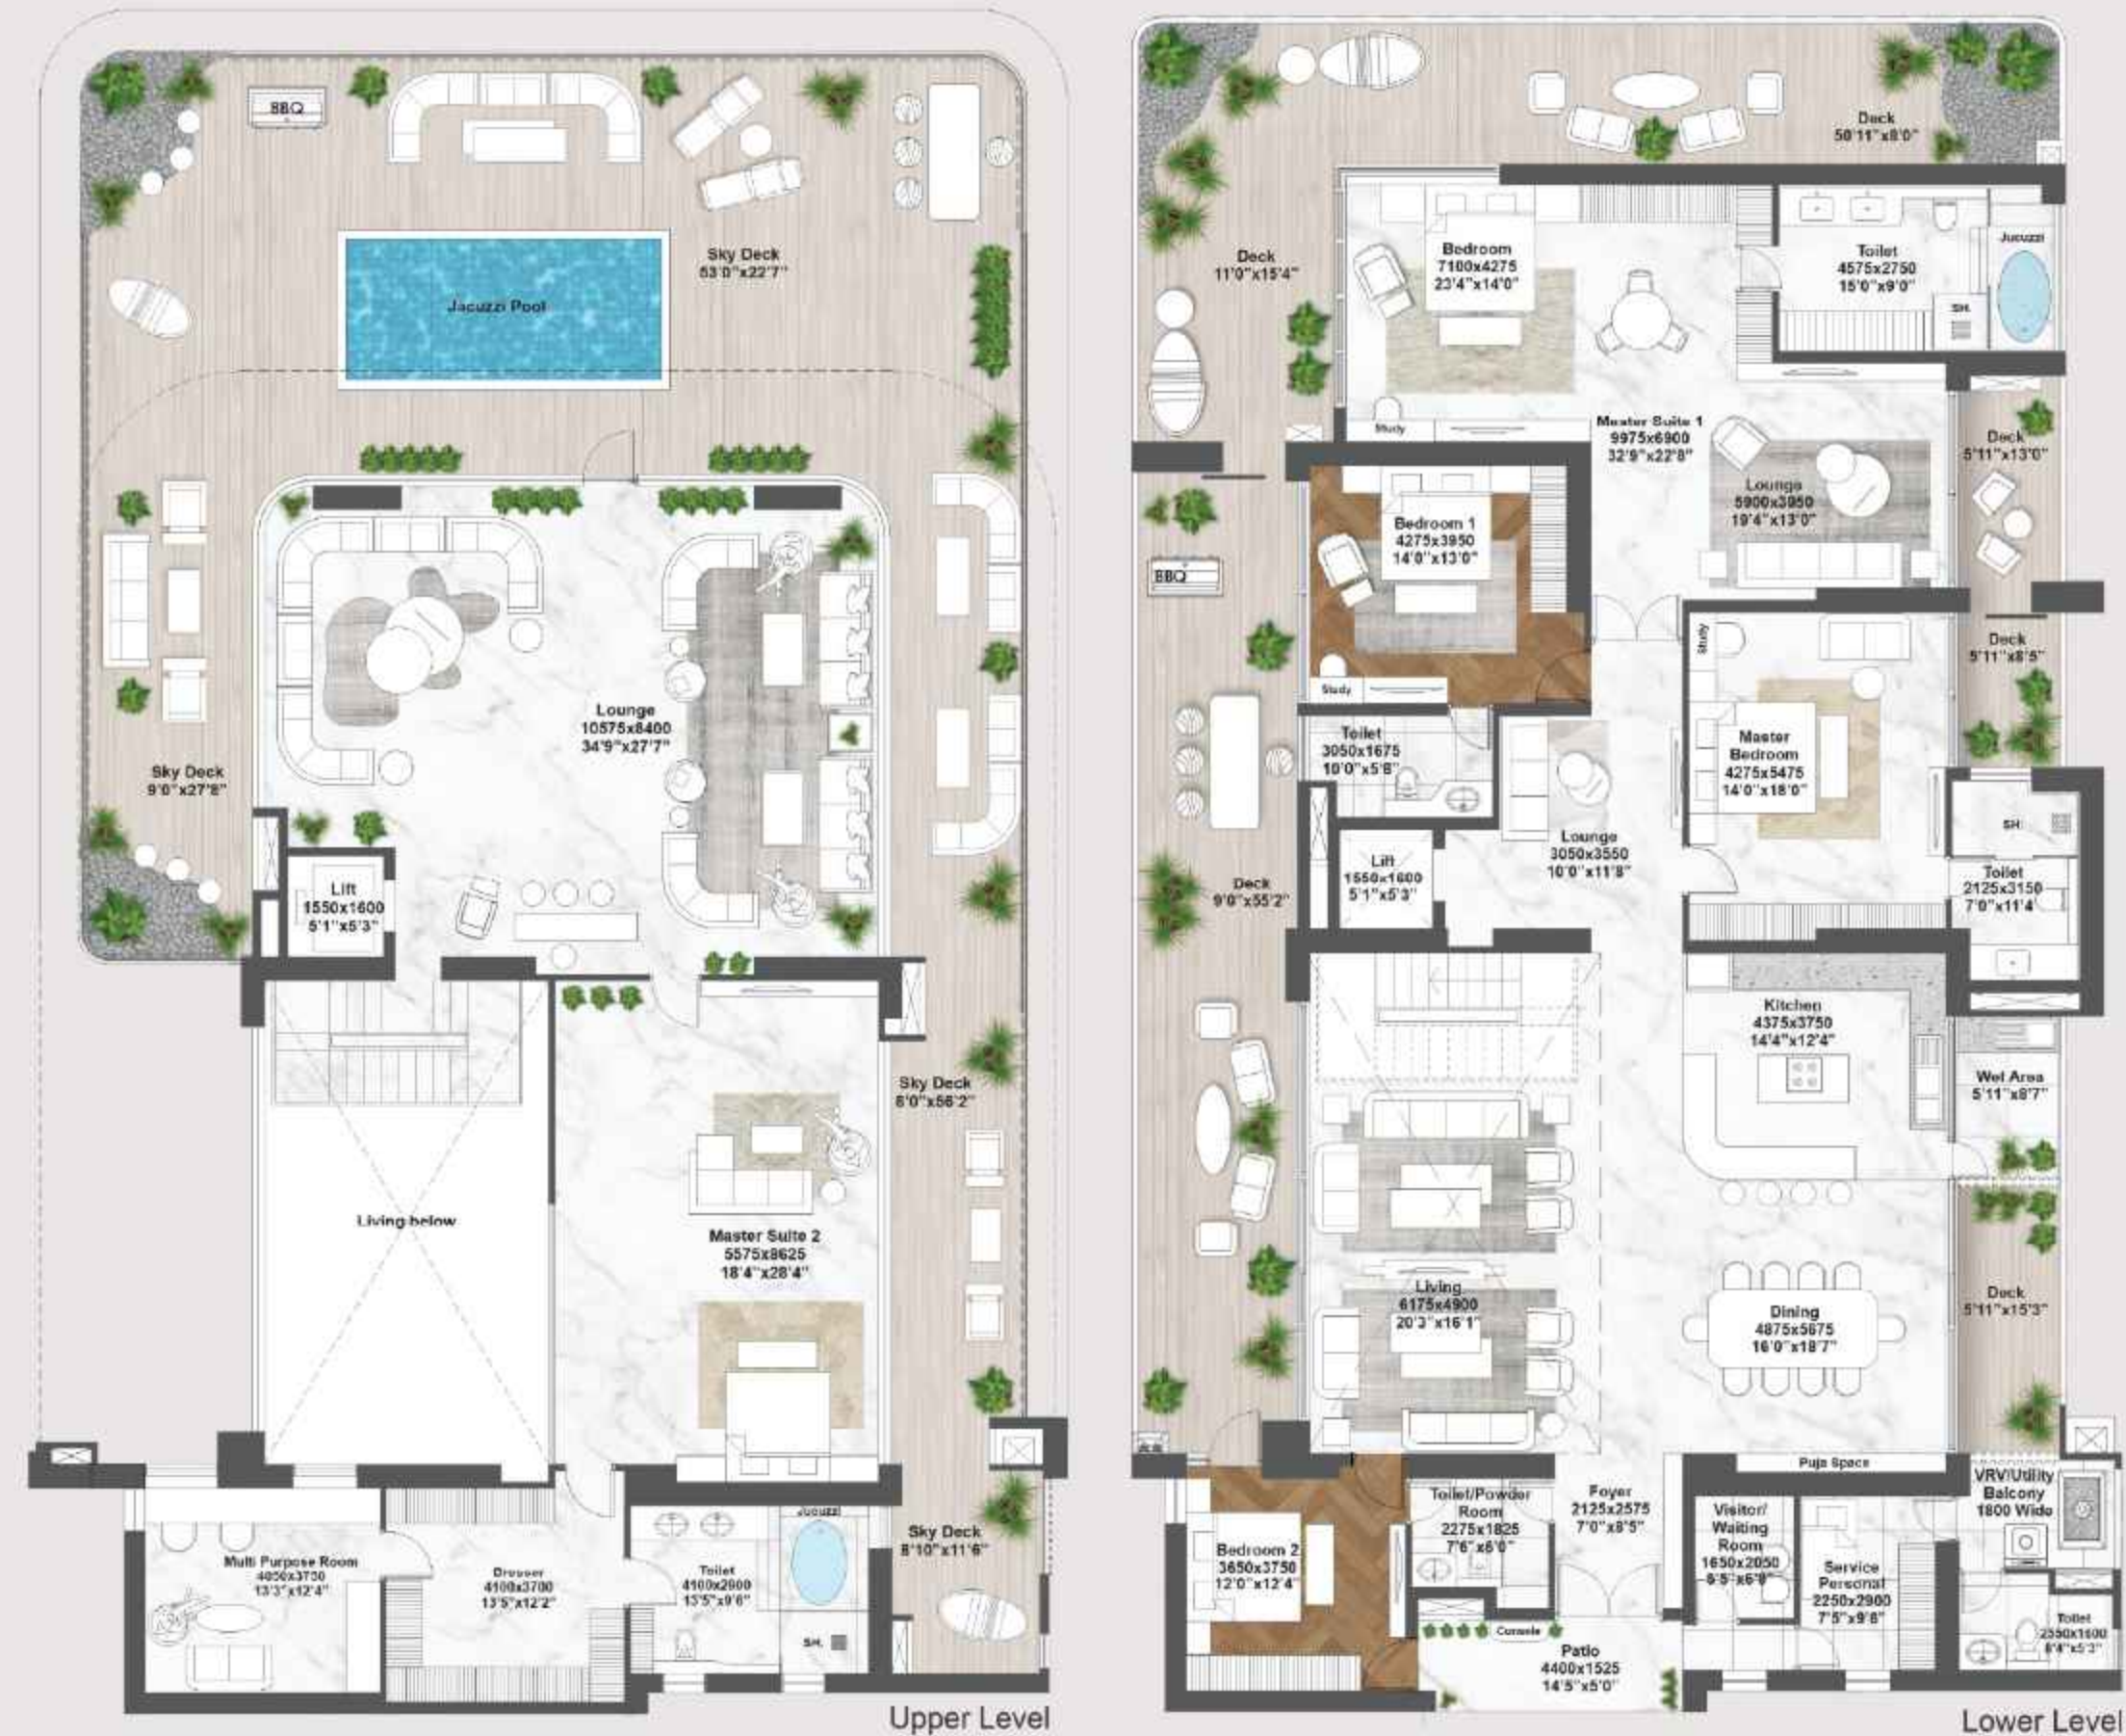 BBQ
Sky Deck
53'0"x22'7"
Jacuzzi Pool
Lounge
10575x8400
34'9"x27'7"
Sky Deck
9'0"x27'8"
Lift
1550x1600
5'1"x5'3"
Sky Deck
8'0"x56'2"
Living below
Master Suite 2
5575x8625
18'4"x28'4"
Jucuzzi
Sky Deck
8'10"x11'6"
Multi Purpose Room
4050x3750
13'3"x12'4"
Dresser
4100x3700
13'5"x12'2"
Toilet
4100x2900
13'5"x9'6"
SH.
Upper Level
Deck
50'11"x8'0"
Deck
11'0"x15'4"
Bedroom
7100x4275
23'4"x14'0"
Toilet
4575x2750
15'0"x9'0"
Jucuzzi
SH.
Study
Master Suite 1
9975x6900
32'9"x22'8"
Deck
5'11"x13'0"
Lounge
5900x3950
19'4"x13'0"
Bedroom 1
4275x3950
14'0"x13'0"
BBQ
Study
Study
Deck
5'11"x8'5"
Toilet
3050x1675
10'0"x5'6"
Master
Bedroom
4275x5475
14'0"x18'0"
SH.
Lounge
3050x3550
10'0"x11'8"
Lift
1550x1600
5'1"x5'3"
Toilet
2125x3150
7'0"x11'4
Deck
9'0"x55'2"
Kitchen
4375x3750
14'4"x12'4"
Wet Area
5'11"x8'7"
Living
6175x4900
20'3"x16'1"
Dining
4875x5675
16'0"x18'7"
Deck
5'11"x15'3"
Puja Space
VRV/Utility
Balcony
1800 Wide
Toilet/Powder
Room
2275x1825
7'6"x6'0"
Foyer
2125x2575
7'0"x8'5"
Visitor/
Waiting
Room
1650x2050
5'5"x6'9"
Bedroom 2
3650x3750
12'0"x12'4"
Service
Personal
2250x2900
7'5"x9'6"
Toilet
2550x1600
8'4"x5'3"
Console
Patio
4400x1525
14'5"x5'0"
Lower Level